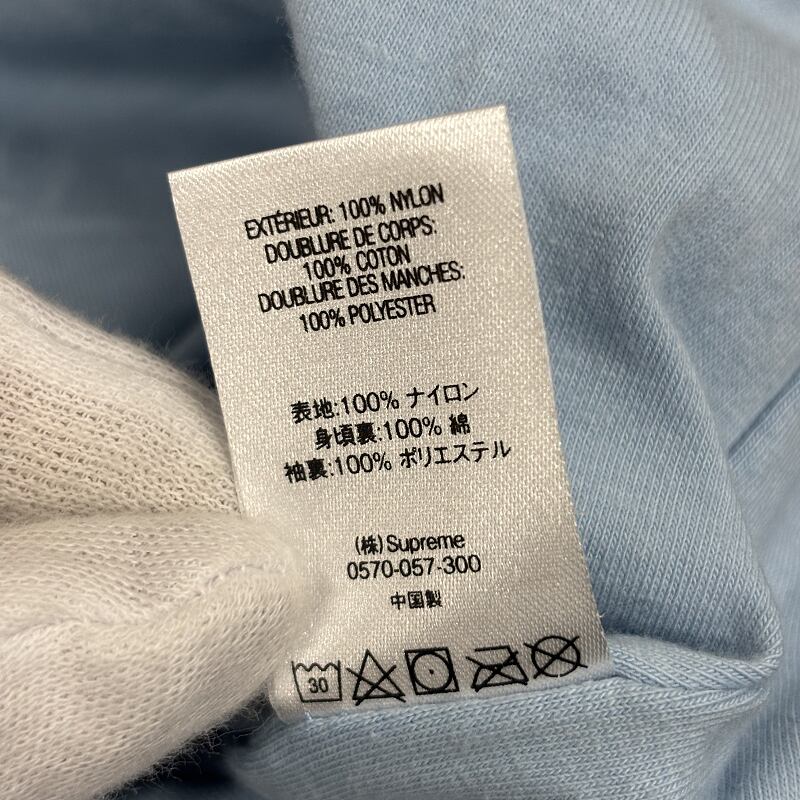 EXTÉRIEUR: 100% NYLON
DOUBLURE DE CORPS:
100% COTON
DOUBLURE DES MANCHES:
100% POLYESTER
表地:100% ナイロン
身頃裏:100% 綿
袖裏:100% ポリエステル
(株)Supreme
0570-057-300
中国製
30